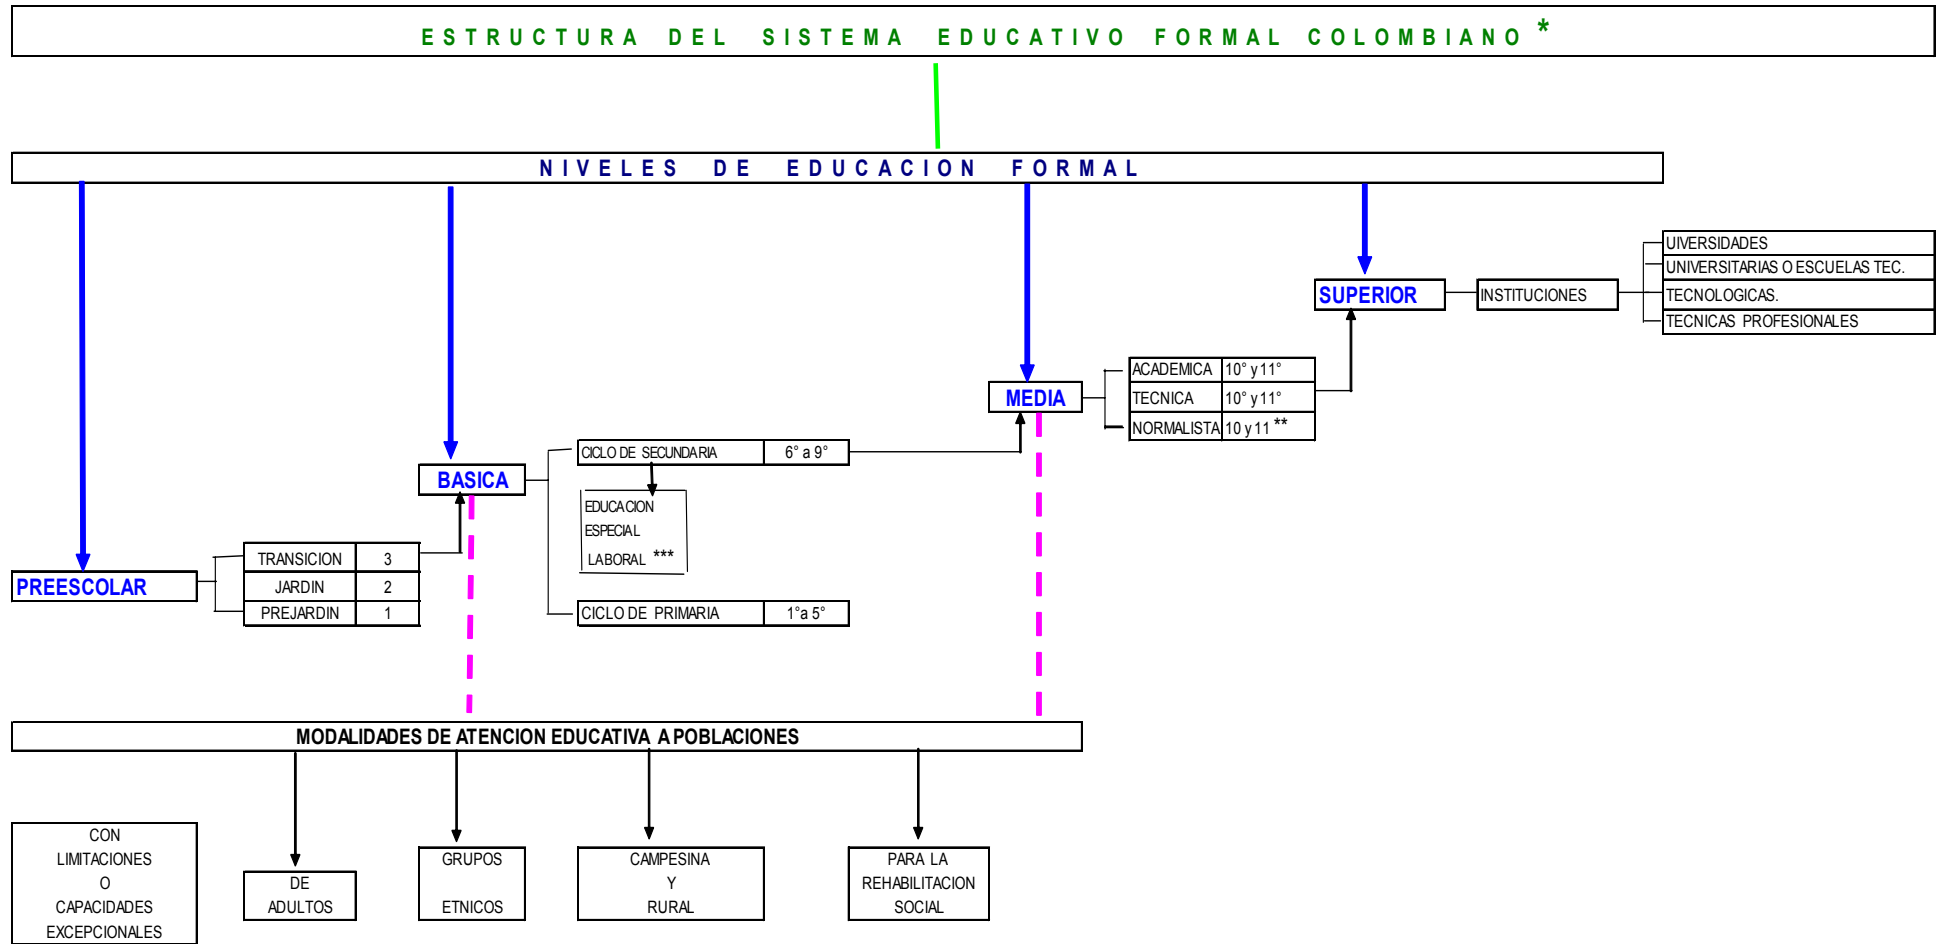 ESTRUCTURA DEL SISTEMA EDUCATIVO FORMAL COLOMBIANO *
NIVELES DE EDUCACION FORMAL
UIVERSIDADES
UNIVERSITARIAS O ESCUELAS TEC.
SUPERIOR
INSTITUCIONES
TECNOLOGICAS.
TECNICAS PROFESIONALES
ACADEMICA 10° y 11°
MEDIA
TECNICA 10° y 11°
NORMALISTA 10 y 11 **
CICLO DE SECUNDARIA 6° a 9°
BASICA
EDUCACION
ESPECIAL
LABORAL ***
TRANSICION 3
PREESCOLAR
JARDIN 2
PREJARDIN 1
CICLO DE PRIMARIA 1°a 5°
MODALIDADES DE ATENCION EDUCATIVA A POBLACIONES
CON
LIMITACIONES
O
CAPACIDADES
EXCEPCIONALES
DE
ADULTOS
GRUPOS
ETNICOS
CAMPESINA
Y
RURAL
PARA LA
REHABILITACION
SOCIAL